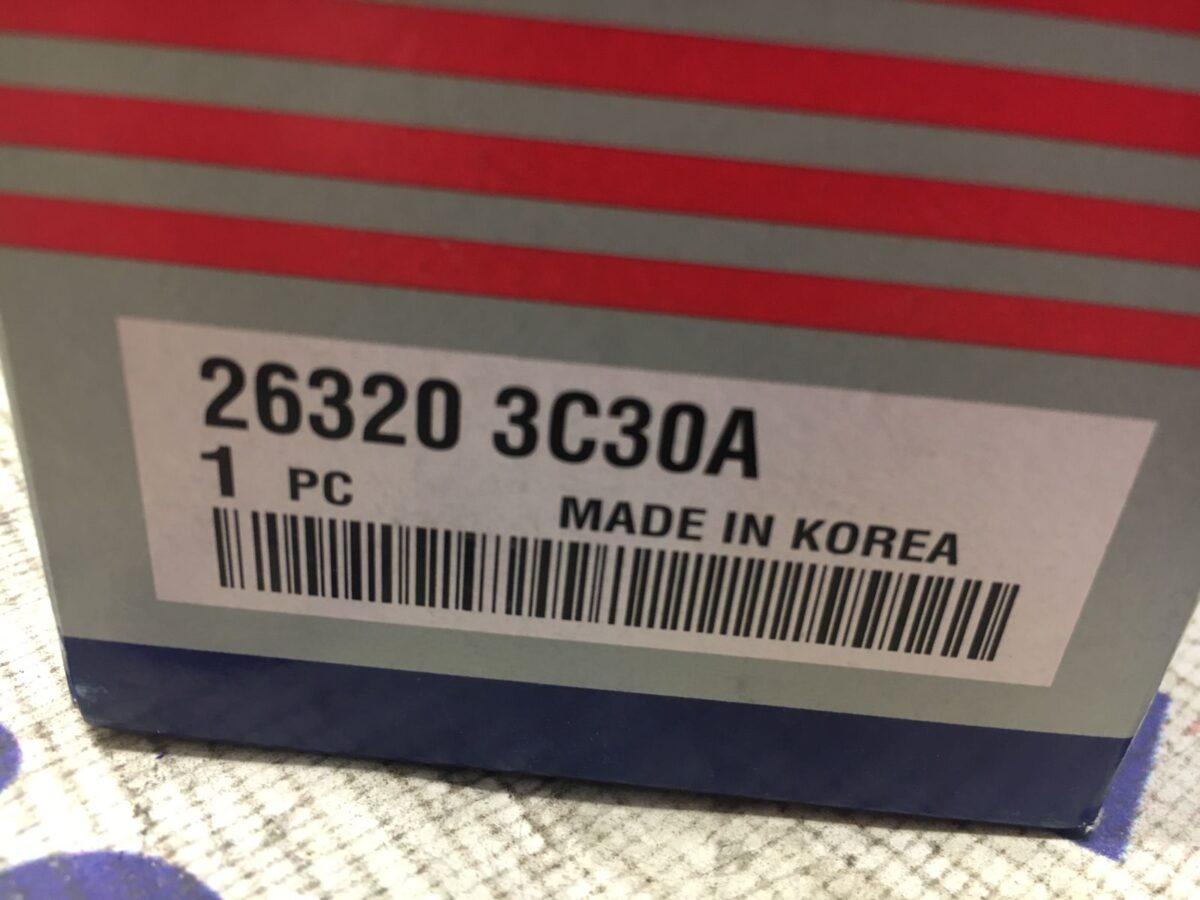 26320 3C30A
1 PC
MADE IN KOREA